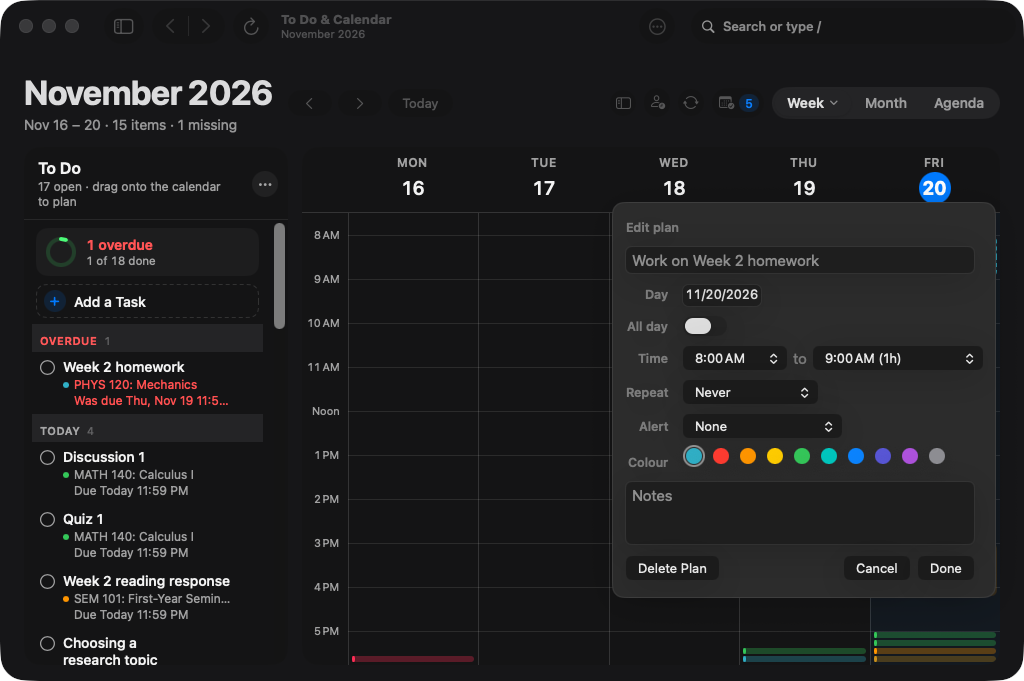 To Do & Calendar
November 2026
Search or type /
November 2026
Nov 16 – 20 · 15 items · 1 missing
Today
5
Week
Month
Agenda
To Do
17 open · drag onto the calendar
to plan
1 overdue
1 of 18 done
Add a Task
OVERDUE 1
Week 2 homework
PHYS 120: Mechanics
Was due Thu, Nov 19 11:5...
TODAY 4
Discussion 1
MATH 140: Calculus I
Due Today 11:59 PM
Quiz 1
MATH 140: Calculus I
Due Today 11:59 PM
Week 2 reading response
SEM 101: First-Year Semin...
Due Today 11:59 PM
Choosing a
research topic
MON
16
TUE
17
WED
18
THU
19
FRI
20
8 AM
9 AM
10 AM
11 AM
Noon
1 PM
2 PM
3 PM
4 PM
5 PM
Edit plan
Work on Week 2 homework
Day 11/20/2026
All day
Time 8:00 AM to 9:00 AM (1h)
Repeat Never
Alert None
Colour
Notes
Delete Plan
Cancel
Done